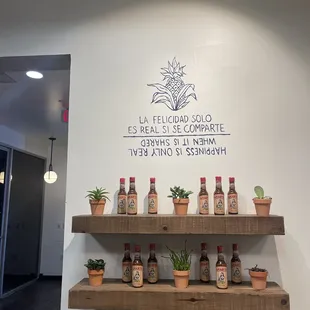 LA FELICIDAD SOLO
ES REAL SI SE COMPARTE
HAPPINESS IS ONLY REAL
WHEN IT IS SHARED